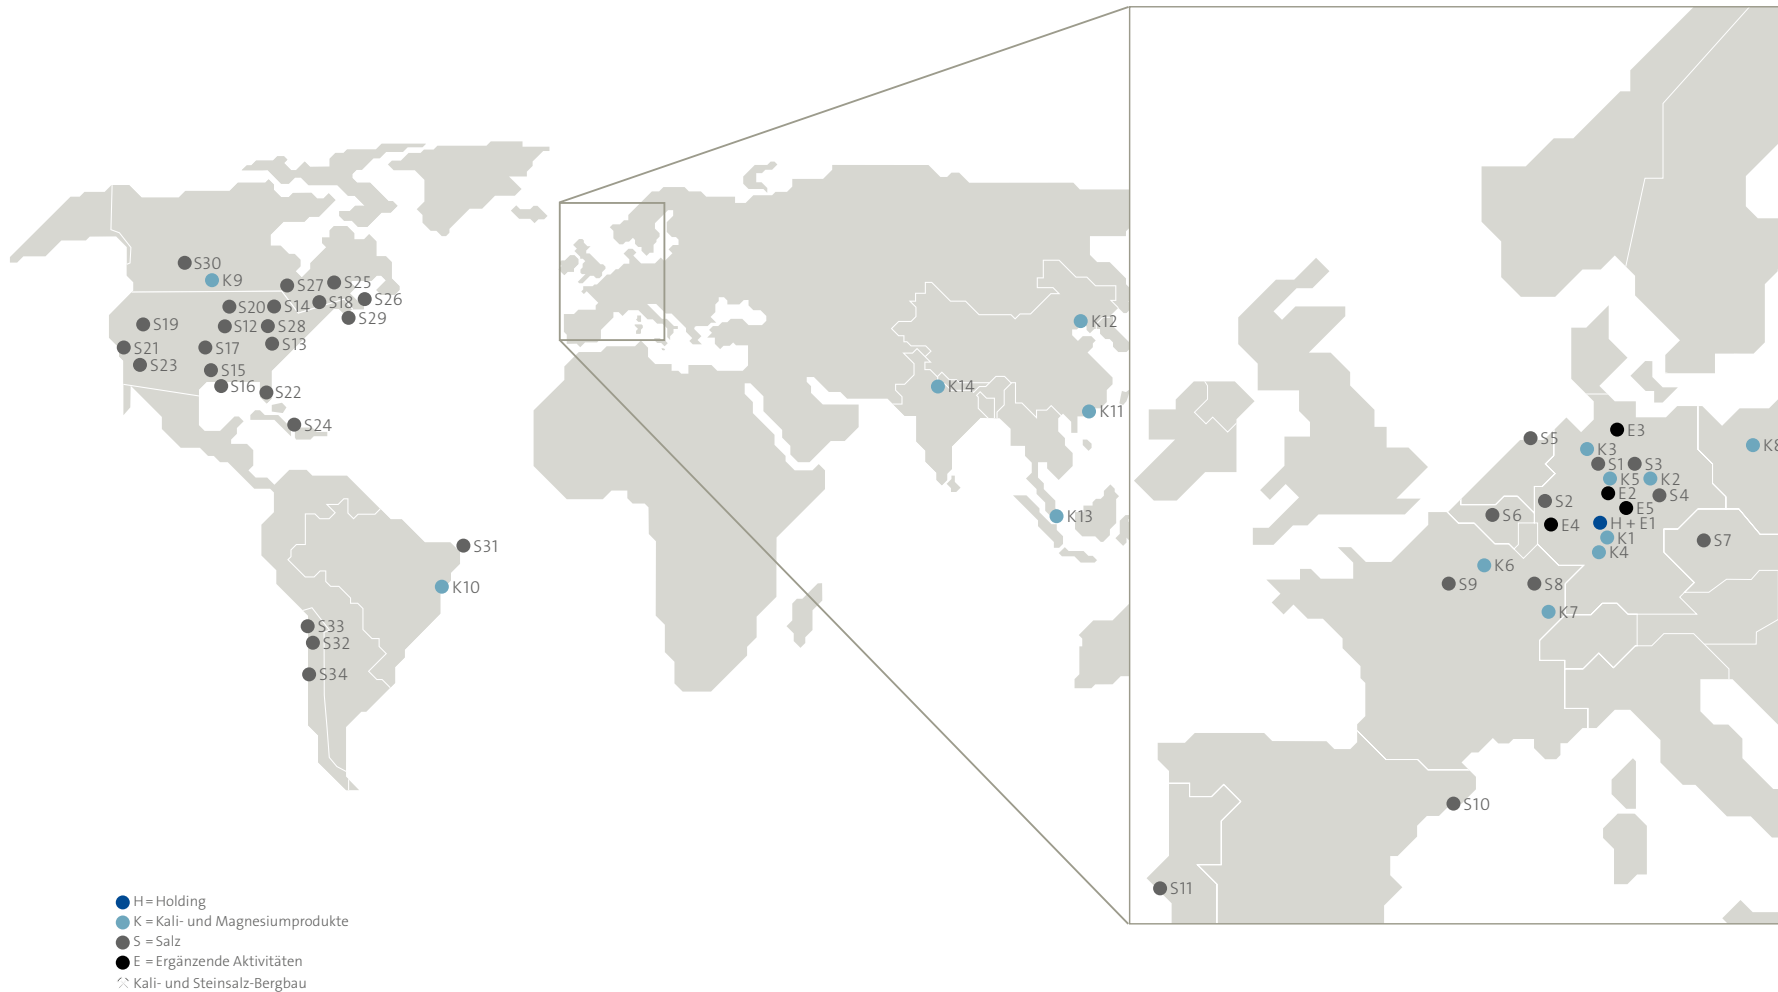 S30
K9
S27
S25
S20
S14
S18
S26
S19
S12
S28
S29
S21
S17
S13
S23
S15
S16
S22
S24
S31
K10
S33
S32
S34
K12
K14
K11
K13
E3
S5
K3
K8
S1
S3
K5
K2
E2
S4
S2
E5
S6
E4
H + E1
K1
S7
K4
K6
S9
S8
K7
S10
S11
H = Holding
K = Kali- und Magnesiumprodukte
S = Salz
E = Ergänzende Aktivitäten
Kali- und Steinsalz-Bergbau